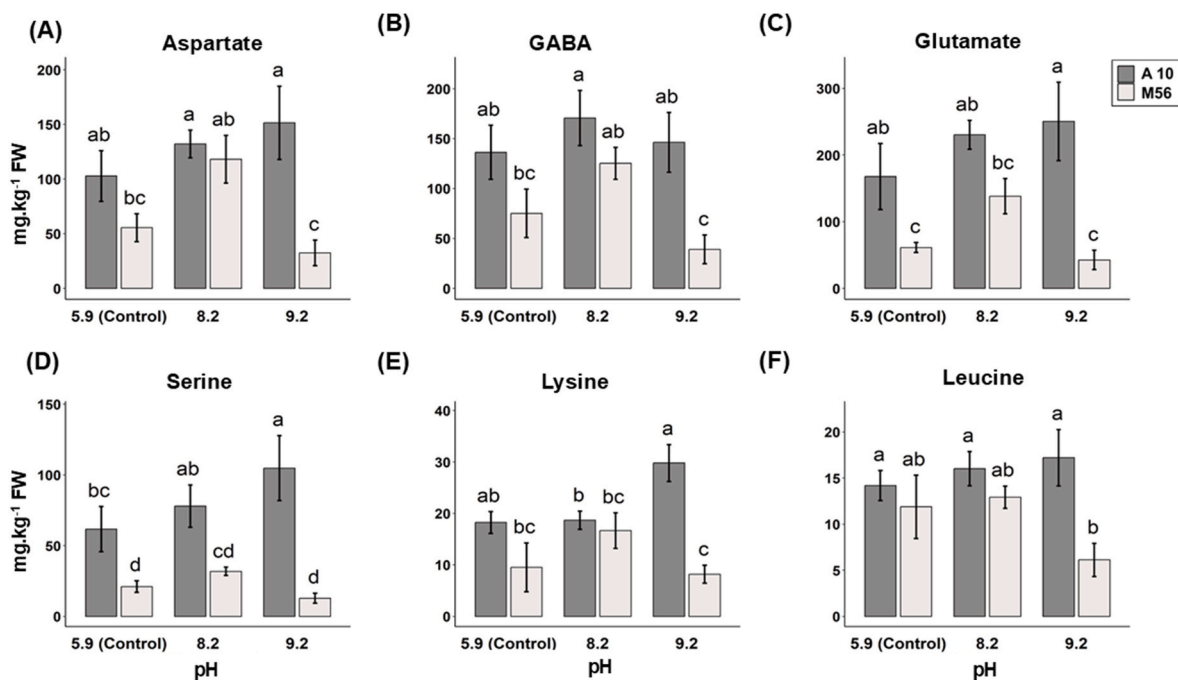 (A)
Aspartate
(B)
GABA
(C)
Glutamate
A 10
M56
mg.kg⁻¹ FW
200
150
100
50
0
ab
bc
a
ab
a
c
5.9 (Control) 8.2 9.2
200
150
100
50
0
ab
bc
a
ab
ab
c
5.9 (Control) 8.2 9.2
300
200
100
0
ab
c
ab
bc
a
c
5.9 (Control) 8.2 9.2
(D)
Serine
(E)
Lysine
(F)
Leucine
mg.kg⁻¹ FW
150
100
50
0
bc
d
ab
cd
a
d
5.9 (Control) 8.2 9.2
pH
40
30
20
10
0
ab
bc
b
bc
a
c
5.9 (Control) 8.2 9.2
pH
20
15
10
5
0
a
ab
a
ab
a
b
5.9 (Control) 8.2 9.2
pH